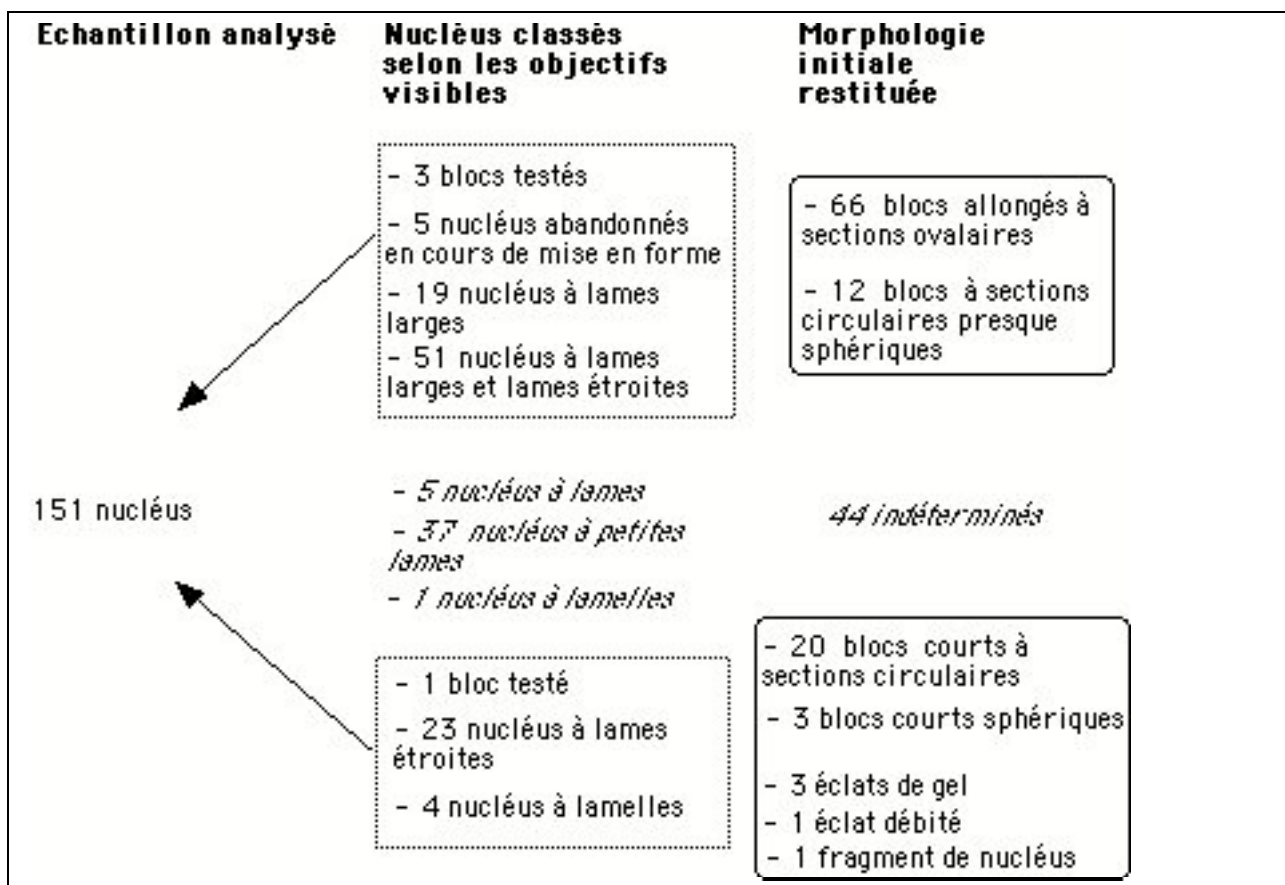 Echantillon analysé
Nucléus classés
selon les objectifs
visibles
Morphologie
initiale
restituée
- 3 blocs testés
- 5 nucléus abandonnés
en cours de mise en forme
- 19 nucléus à lames
larges
- 51 nucléus à lames
larges et lames étroites
- 66 blocs allongés à
sections ovalaires
- 12 blocs à sections
circulaires presque
sphériques
151 nucléus
- 5 nucléus à lames
- 37 nucléus à petites
lames
- 1 nucléus à lamelles
44 indéterminés
- 1 bloc testé
- 23 nucléus à lames
étroites
- 4 nucléus à lamelles
- 20 blocs courts à
sections circulaires
- 3 blocs courts sphériques
- 3 éclats de gel
- 1 éclat débité
- 1 fragment de nucléus